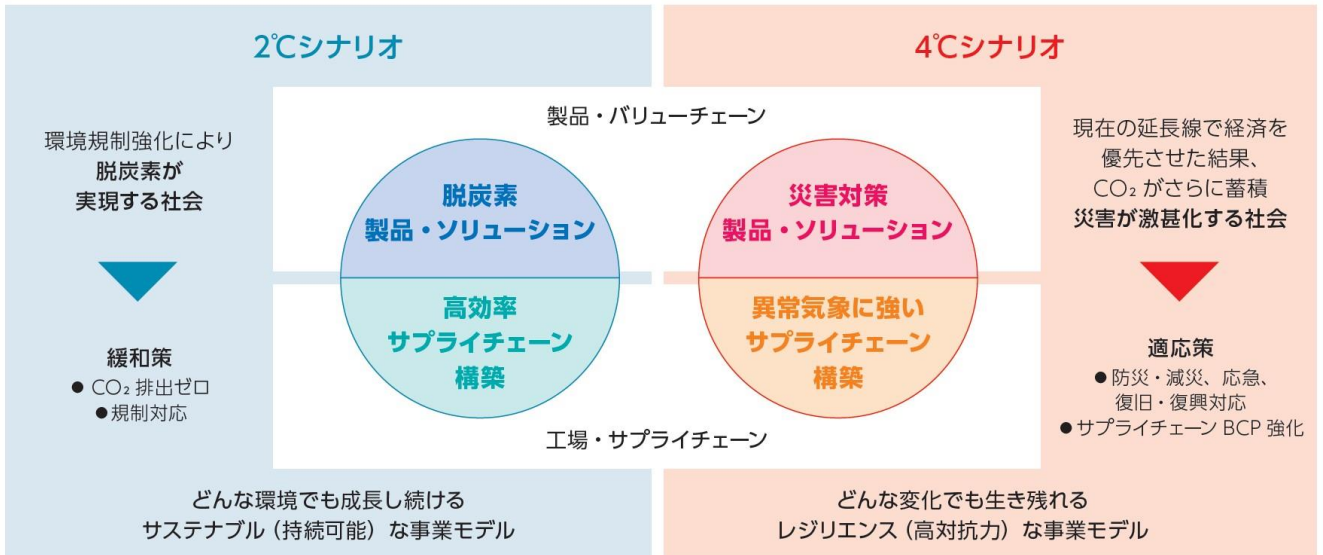 2℃シナリオ
環境規制強化により
脱炭素が
実現する社会
緩和策
● CO₂ 排出ゼロ
● 規制対応
製品・バリューチェーン
脱炭素
製品・ソリューション
高効率
サプライチェーン
構築
4℃シナリオ
災害対策
製品・ソリューション
異常気象に強い
サプライチェーン
構築
工場・サプライチェーン
現在の延長線で経済を
優先させた結果、
CO₂ がさらに蓄積
災害が激甚化する社会
適応策
● 防災・減災、応急、
復旧・復興対応
● サプライチェーン BCP 強化
どんな環境でも成長し続ける
サステナブル（持続可能）な事業モデル
どんな変化でも生き残れる
レジリエンス（高対抗力）な事業モデル